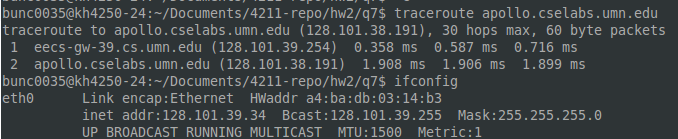 bunc0035@kh4250-24:~/Documents/4211-repo/hw2/q7$ traceroute apollo.cselabs.umn.edu
traceroute to apollo.cselabs.umn.edu (128.101.38.191), 30 hops max, 60 byte packets
 1  eecs-gw-39.cs.umn.edu (128.101.39.254)  0.358 ms  0.587 ms  0.716 ms
 2  apollo.cselabs.umn.edu (128.101.38.191)  1.908 ms  1.906 ms  1.899 ms
bunc0035@kh4250-24:~/Documents/4211-repo/hw2/q7$ ifconfig
eth0      Link encap:Ethernet  HWaddr a4:ba:db:03:14:b3
          inet addr:128.101.39.34  Bcast:128.101.39.255  Mask:255.255.255.0
          UP BROADCAST RUNNING MULTICAST  MTU:1500  Metric:1